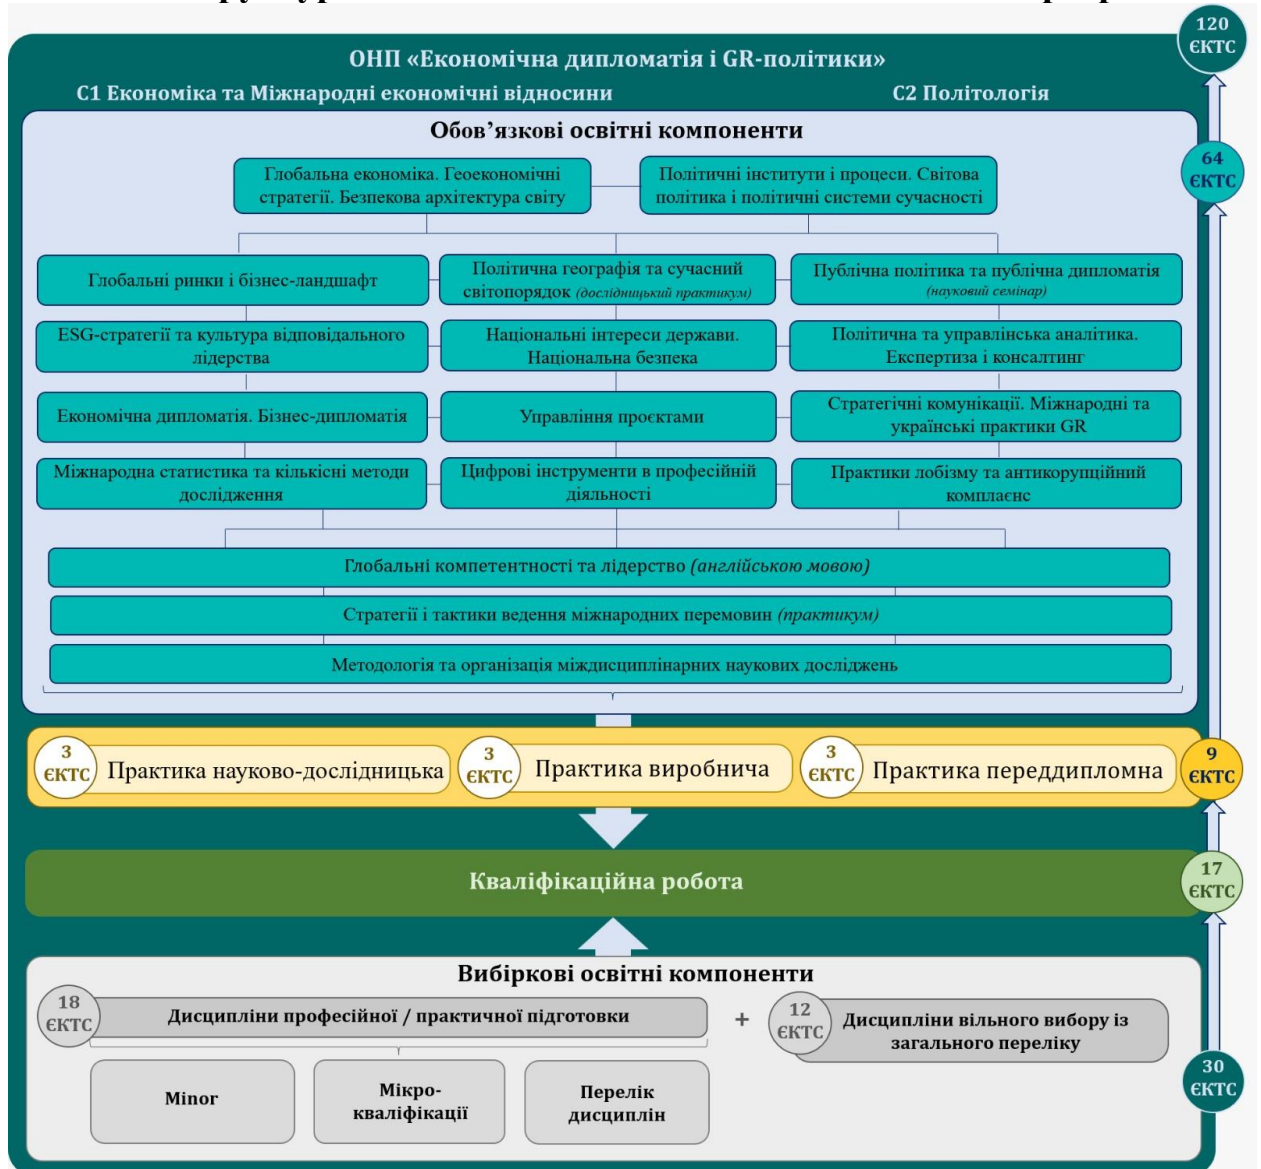 120
ЄКТС
ОНП «Економічна дипломатія і GR-політики»
С1 Економіка та Міжнародні економічні відносини
С2 Політологія
Обов’язкові освітні компоненти
64
ЄКТС
Глобальна економіка. Геоекономічні
стратегії. Безпекова архітектура світу
Політичні інститути і процеси. Світова
політика і політичні системи сучасності
Глобальні ринки і бізнес-ландшафт
Політична географія та сучасний
світопорядок (дослідницький практикум)
Публічна політика та публічна дипломатія
(науковий семінар)
ESG-стратегії та культура відповідального
лідерства
Національні інтереси держави.
Національна безпека
Політична та управлінська аналітика.
Експертиза і консалтинг
Економічна дипломатія. Бізнес-дипломатія
Управління проєктами
Стратегічні комунікації. Міжнародні та
українські практики GR
Міжнародна статистика та кількісні методи
дослідження
Цифрові інструменти в професійній
діяльності
Практики лобізму та антикорупційний
комплаєнс
Глобальні компетентності та лідерство (англійською мовою)
Стратегії і тактики ведення міжнародних перемовин (практикум)
Методологія та організація міждисциплінарних наукових досліджень
3
ЄКТС
Практика науково-дослідницька
3
ЄКТС
Практика виробнича
3
ЄКТС
Практика переддипломна
9
ЄКТС
Кваліфікаційна робота
17
ЄКТС
Вибіркові освітні компоненти
18
ЄКТС
Дисципліни професійної / практичної підготовки
+
12
ЄКТС
Дисципліни вільного вибору із
загального переліку
Minor
Мікро-
кваліфікації
Перелік
дисциплін
30
ЄКТС